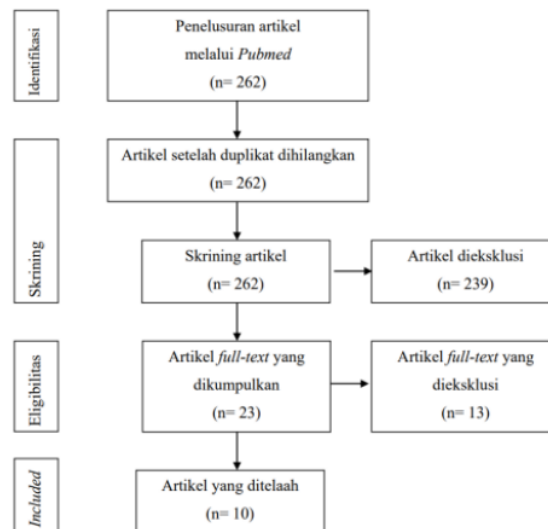 Identifikasi
Penelusuran artikel
melalui Pubmed
(n= 262)
Skrining
Artikel setelah duplikat dihilangkan
(n= 262)
Skrining artikel
(n= 262)
Artikel dieksklusi
(n= 239)
Eligibilitas
Artikel full-text yang
dikumpulkan
(n= 23)
Artikel full-text yang
dieksklusi
(n= 13)
Included
Artikel yang ditelaah
(n= 10)